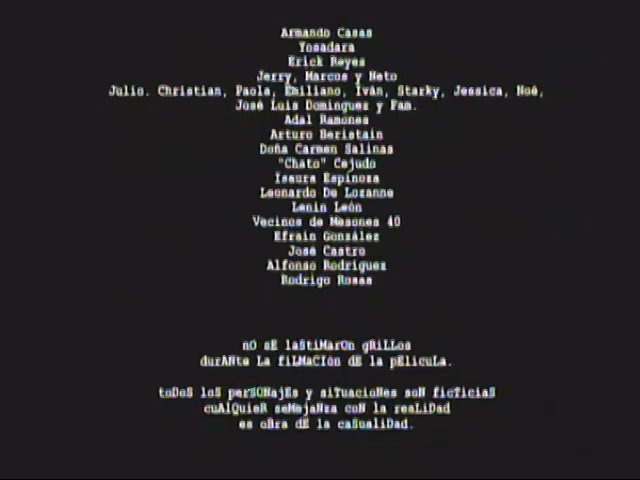 Armando Casas
Yosadara
Erick Reyes
Jerry, Marcos y Neto
Julio. Christian, Paola, Emiliano, Iván, Starky, Jessica, Noé,
José Luis Domínguez y Fam.
Adal Ramones
Arturo Beristain
Doña Carmen Salinas
"Chato" Cejudo
Isaura Espinoza
Leonardo De Lozanne
Lenin León
Vecinos de Mesones 40
Efraín González
José Castro
Alfonso Rodríguez
Rodrigo Rosas
nO sE laStiMarOn gRiLLos
durANte La fiLMaCIón dE la pElicuLa.
toDoS loS perSONajEs y siTuacioNes soN ficTiciaS
cuAlQuieR seMejaNza coN la reaLiDad
es oBra dE la caSualiDad.